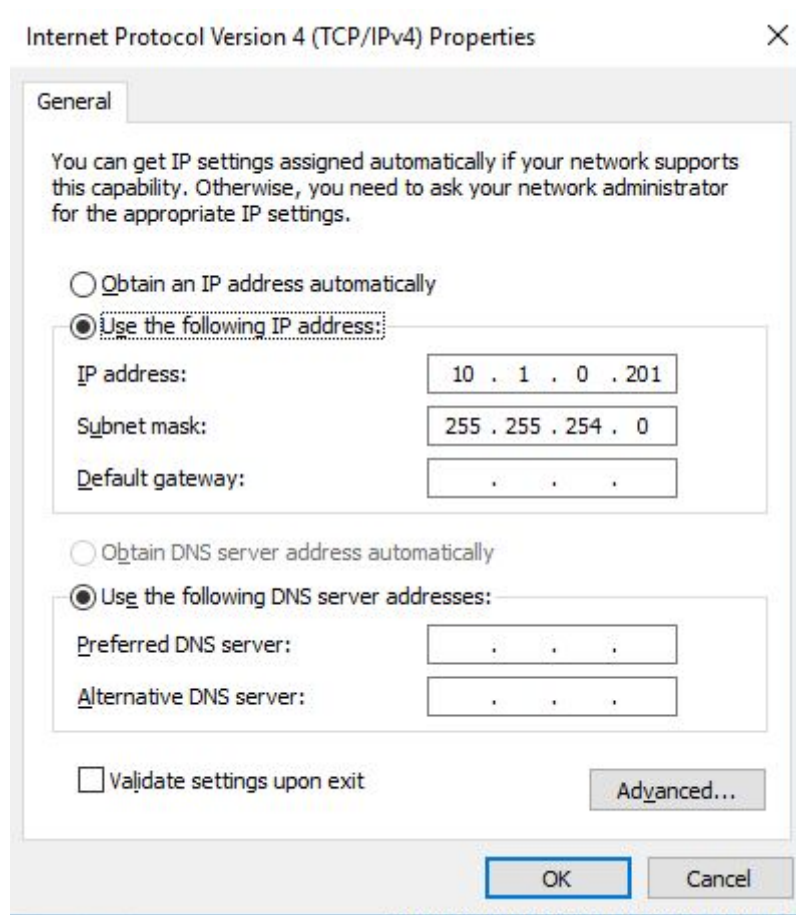 Internet Protocol Version 4 (TCP/IPv4) Properties
General
You can get IP settings assigned automatically if your network supports
this capability. Otherwise, you need to ask your network administrator
for the appropriate IP settings.
Obtain an IP address automatically
Use the following IP address:
IP address: 10 . 1 . 0 . 201
Subnet mask: 255 . 255 . 254 . 0
Default gateway: . . .
Obtain DNS server address automatically
Use the following DNS server addresses:
Preferred DNS server: . . .
Alternative DNS server: . . .
Validate settings upon exit
Advanced...
OK Cancel